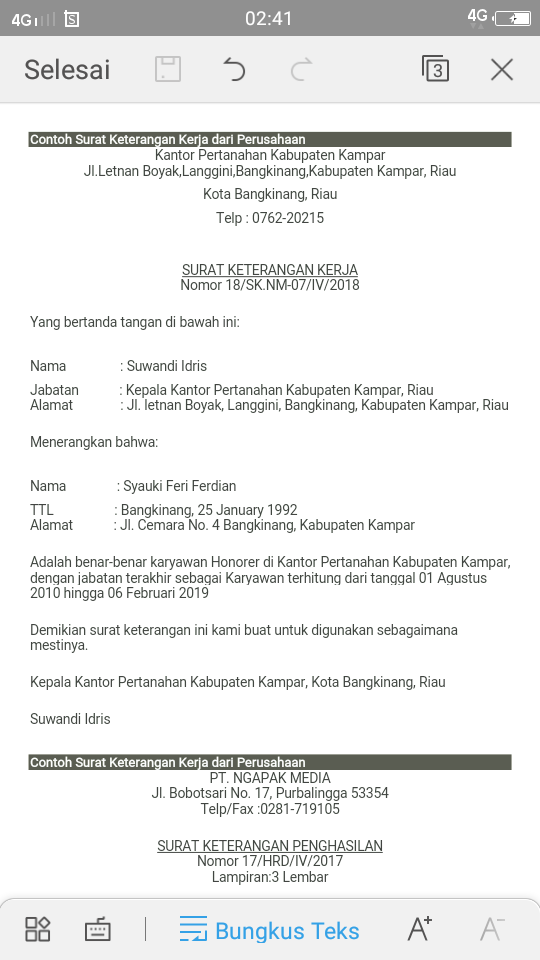 4G
02:41
4G
Selesai
3
Contoh Surat Keterangan Kerja dari Perusahaan
Kantor Pertanahan Kabupaten Kampar
Jl.Letnan Boyak,Langgini,Bangkinang,Kabupaten Kampar, Riau
Kota Bangkinang, Riau
Telp : 0762-20215
SURAT KETERANGAN KERJA
Nomor 18/SK.NM-07/IV/2018
Yang bertanda tangan di bawah ini:
Nama : Suwandi Idris
Jabatan : Kepala Kantor Pertanahan Kabupaten Kampar, Riau
Alamat : Jl. letnan Boyak, Langgini, Bangkinang, Kabupaten Kampar, Riau
Menerangkan bahwa:
Nama : Syauki Feri Ferdian
TTL : Bangkinang, 25 January 1992
Alamat : Jl. Cemara No. 4 Bangkinang, Kabupaten Kampar
Adalah benar-benar karyawan Honorer di Kantor Pertanahan Kabupaten Kampar,
dengan jabatan terakhir sebagai Karyawan terhitung dari tanggal 01 Agustus
2010 hingga 06 Februari 2019
Demikian surat keterangan ini kami buat untuk digunakan sebagaimana
mestinya.
Kepala Kantor Pertanahan Kabupaten Kampar, Kota Bangkinang, Riau
Suwandi Idris
Contoh Surat Keterangan Kerja dari Perusahaan
PT. NGAPAK MEDIA
Jl. Bobotsari No. 17, Purbalingga 53354
Telp/Fax :0281-719105
SURAT KETERANGAN PENGHASILAN
Nomor 17/HRD/IV/2017
Lampiran:3 Lembar
Bungkus Teks
A+
A-